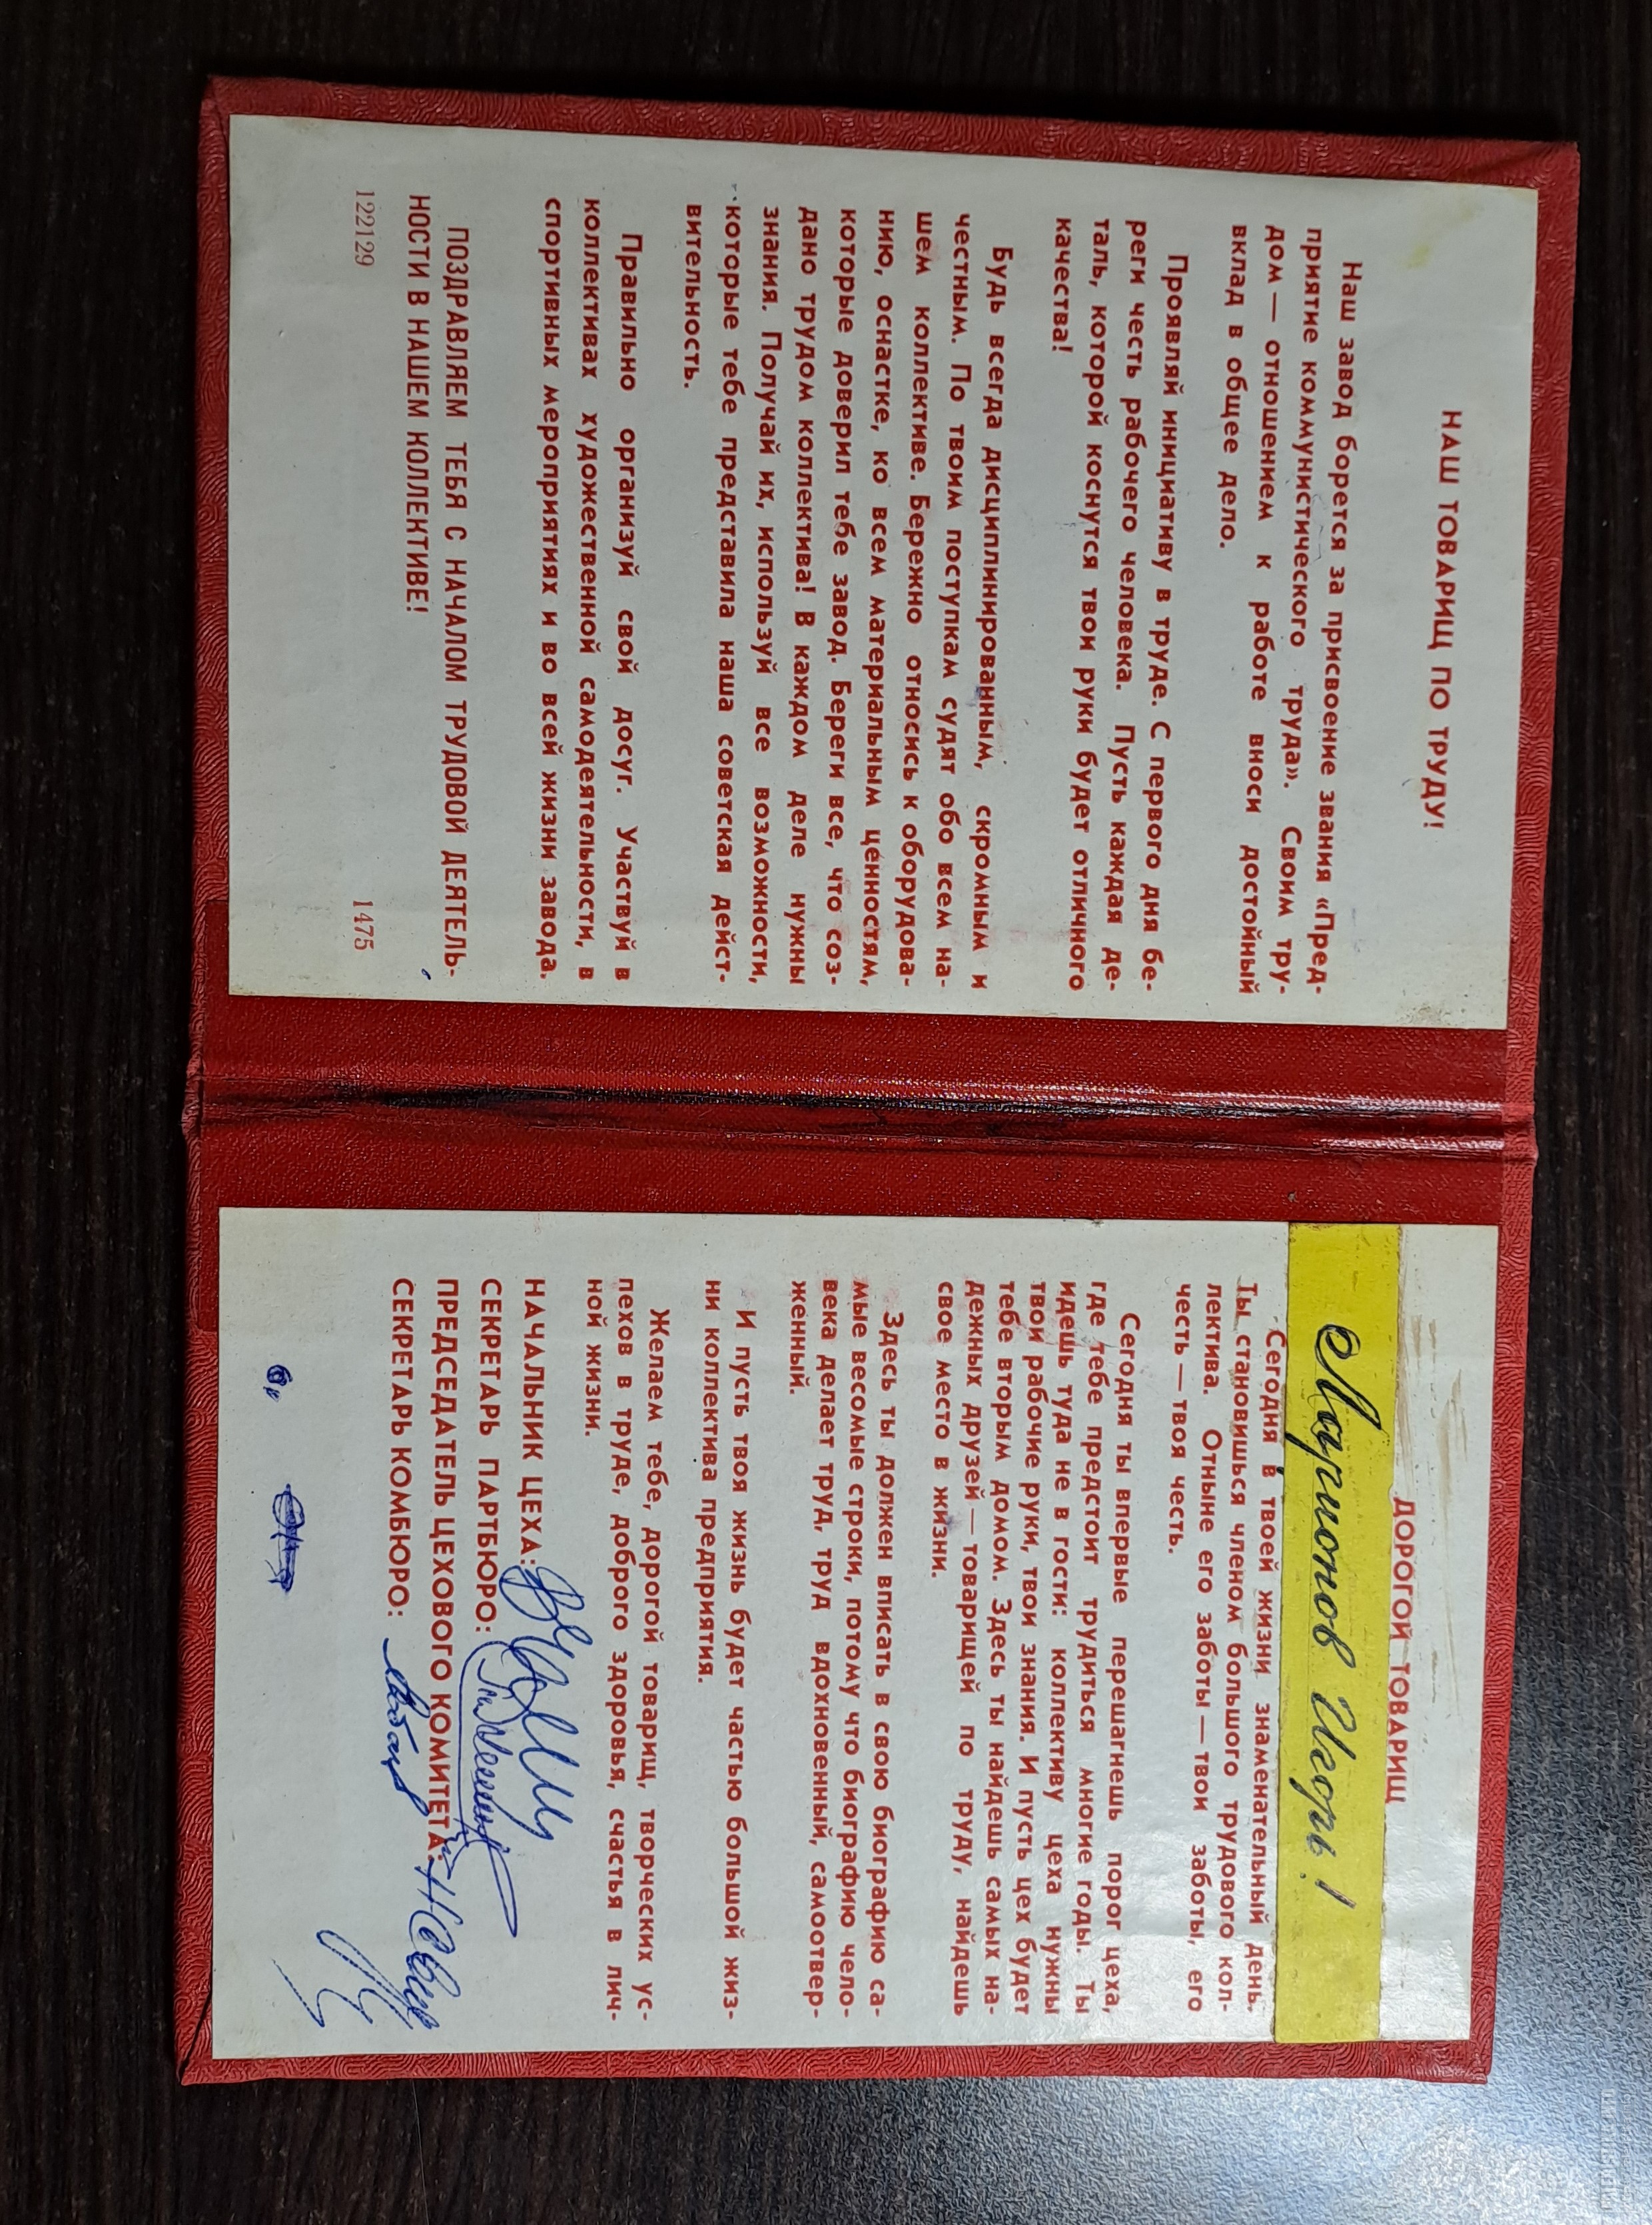 НАШ ТОВАРИЩ ПО ТРУДУ!
Наш завод борется за присвоение звания «Пред-
приятие коммунистического труда». Своим тру-
дом — отношением к работе вноси достойный
вклад в общее дело.
Проявляй инициативу в труде. С первого дня бе-
реги честь рабочего человека. Пусть каждая де-
таль, которой коснутся твои руки будет отличного
качества!
Будь всегда дисциплинированным, скромным и
честным. По твоим поступкам судят обо всем на-
шем коллективе. Бережно относись к оборудова-
нию, оснастке, ко всем материальным ценностям,
которые доверил тебе завод. Береги все, что соз-
дано трудом коллектива! В каждом деле нужны
знания. Получай их, используй все возможности,
которые тебе представила наша советская дейст-
вительность.
Правильно организуй свой досуг. Участвуй в
коллективах художественной самодеятельности, в
спортивных мероприятиях и во всей жизни завода.
ПОЗДРАВЛЯЕМ ТЕБЯ С НАЧАЛОМ ТРУДОВОЙ ДЕЯТЕЛЬ-
НОСТИ В НАШЕМ КОЛЛЕКТИВЕ!
122129 1475
ДОРОГОЙ ТОВАРИЩ
Ларионов Игорь!
Сегодня в твоей жизни знаменательный день.
Ты становишься членом большого трудового кол-
лектива. Отныне его заботы — твои заботы, его
честь — твоя честь.
Сегодня ты впервые перешагнешь порог цеха,
где тебе предстоит трудиться многие годы. Ты
идешь туда не в гости: коллективу цеха нужны
твои рабочие руки, твои знания. И пусть цех будет
тебе вторым домом. Здесь ты найдешь самых на-
дежных друзей — товарищей по труду, найдешь
свое место в жизни.
Здесь ты должен вписать в свою биографию са-
мые весомые строки, потому что биографию чело-
века делает труд, труд вдохновенный, самоотвер-
женный.
И пусть твоя жизнь будет частью большой жиз-
ни коллектива предприятия.
Желаем тебе, дорогой товарищ, творческих ус-
пехов в труде, доброго здоровья, счастья в лич-
ной жизни.
НАЧАЛЬНИК ЦЕХА:
СЕКРЕТАРЬ ПАРТБЮРО:
ПРЕДСЕДАТЕЛЬ ЦЕХОВОГО КОМИТЕТА:
СЕКРЕТАРЬ КОМБЮРО: